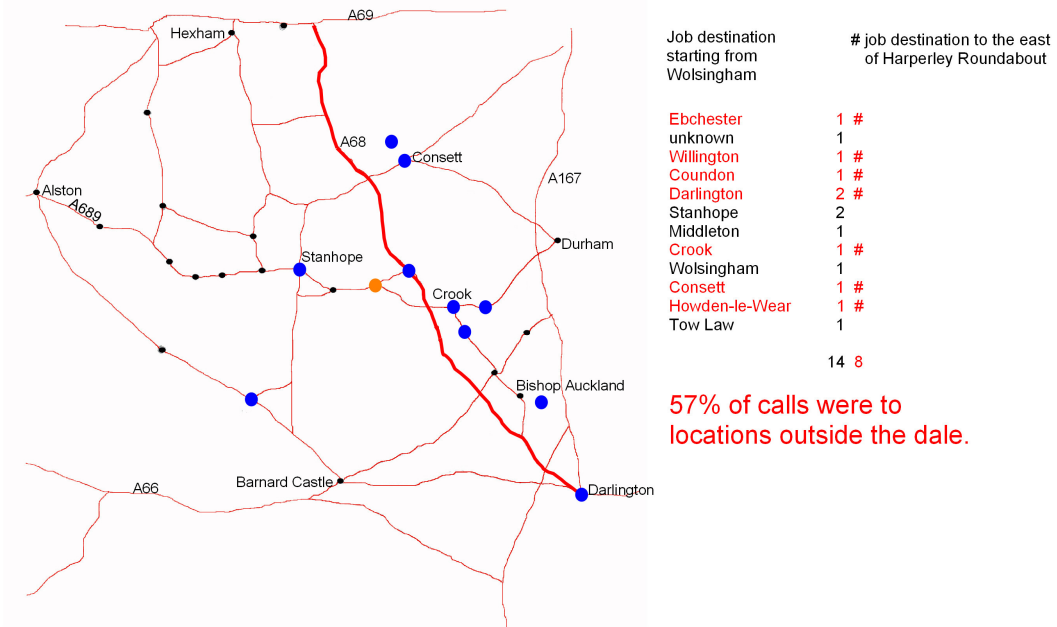 A69
Hexham
A68
Consett
A167
Alston
A689
Durham
Stanhope
Crook
Bishop Auckland
Barnard Castle
A66
Darlington
Job destination
starting from
Wolsingham
# job destination to the east
of Harperley Roundabout
Ebchester 1 #
unknown 1
Willington 1 #
Coundon 1 #
Darlington 2 #
Stanhope 2
Middleton 1
Crook 1 #
Wolsingham 1
Consett 1 #
Howden-le-Wear 1 #
Tow Law 1
14 8
57% of calls were to
locations outside the dale.